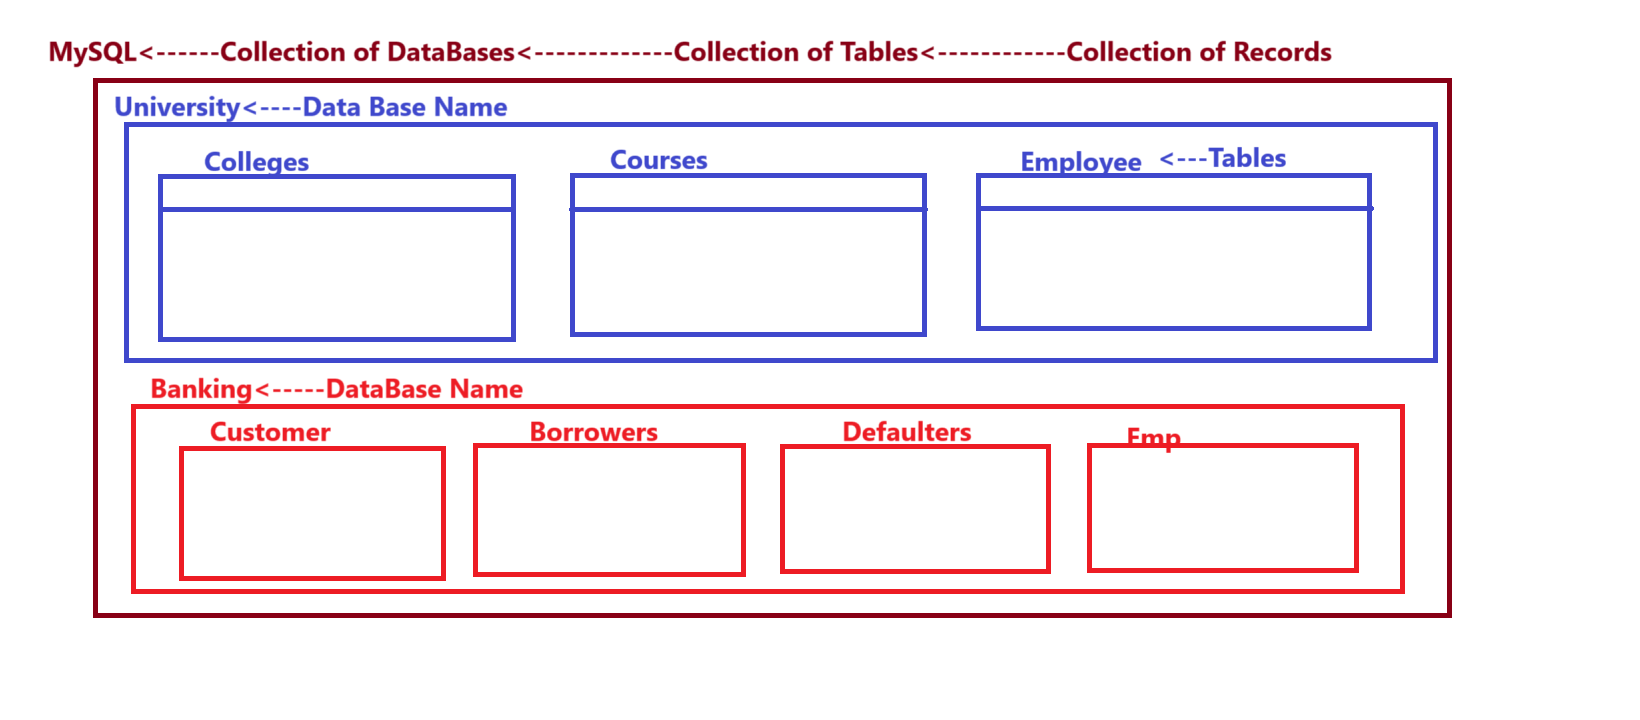 MySQL<------Collection of DataBases<-------------Collection of Tables<------------Collection of Records
University<----Data Base Name
Colleges Courses Employee <---Tables
Banking<-----DataBase Name
Customer Borrowers Defaulters Emp